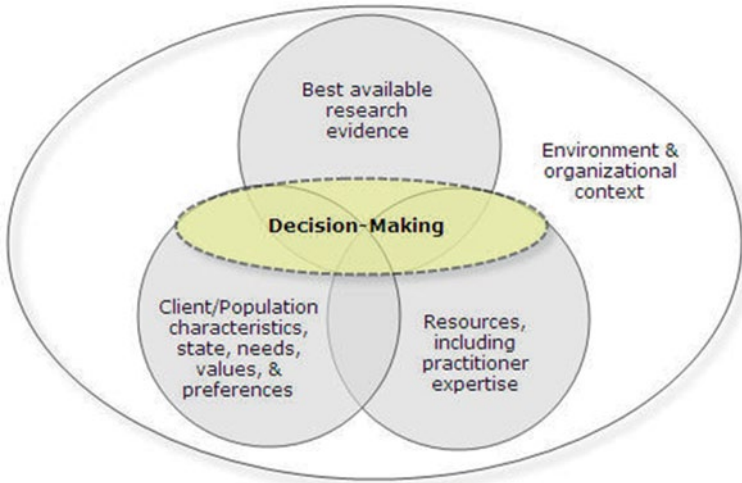 Best available
research
evidence
Environment &
organizational
context
Decision-Making
Client/Population
characteristics,
state, needs,
values, &
preferences
Resources,
including
practitioner
expertise